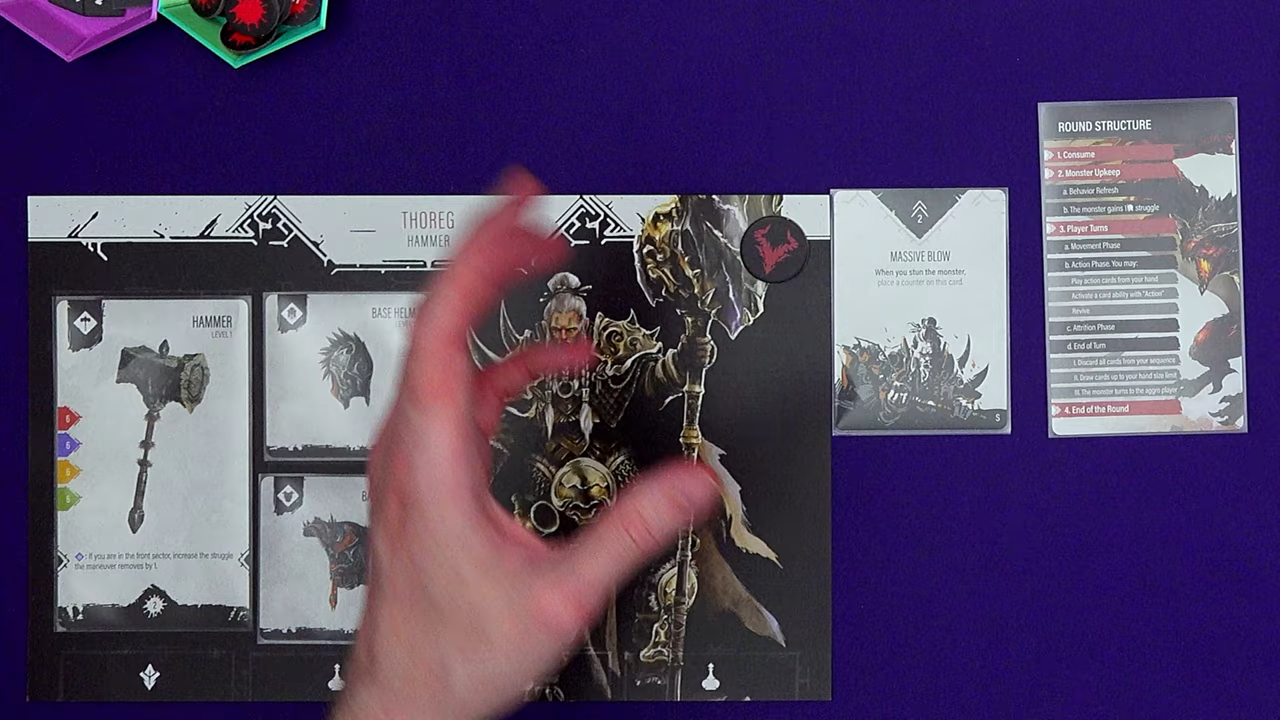 THOREG
HAMMER
HAMMER
LEVEL 1
6
6
6
6
: If you are in the front sector, increase the struggle
the maneuver removes by 1.
BASE HELM
2
MASSIVE BLOW
When you stun the monster,
place a counter on this card.
S
ROUND STRUCTURE
1. Consume
2. Monster Upkeep
a. Behavior Refresh
b. The monster gains struggle
3. Player Turns
a. Movement Phase
b. Action Phase. You may:
Play action cards from your hand
Activate a card ability with "Action"
Revive
c. Attrition Phase
d. End of Turn
I. Discard all cards from your sequence
II. Draw cards up to your hand size limit
III. The monster turns to the aggro player
4. End of the Round